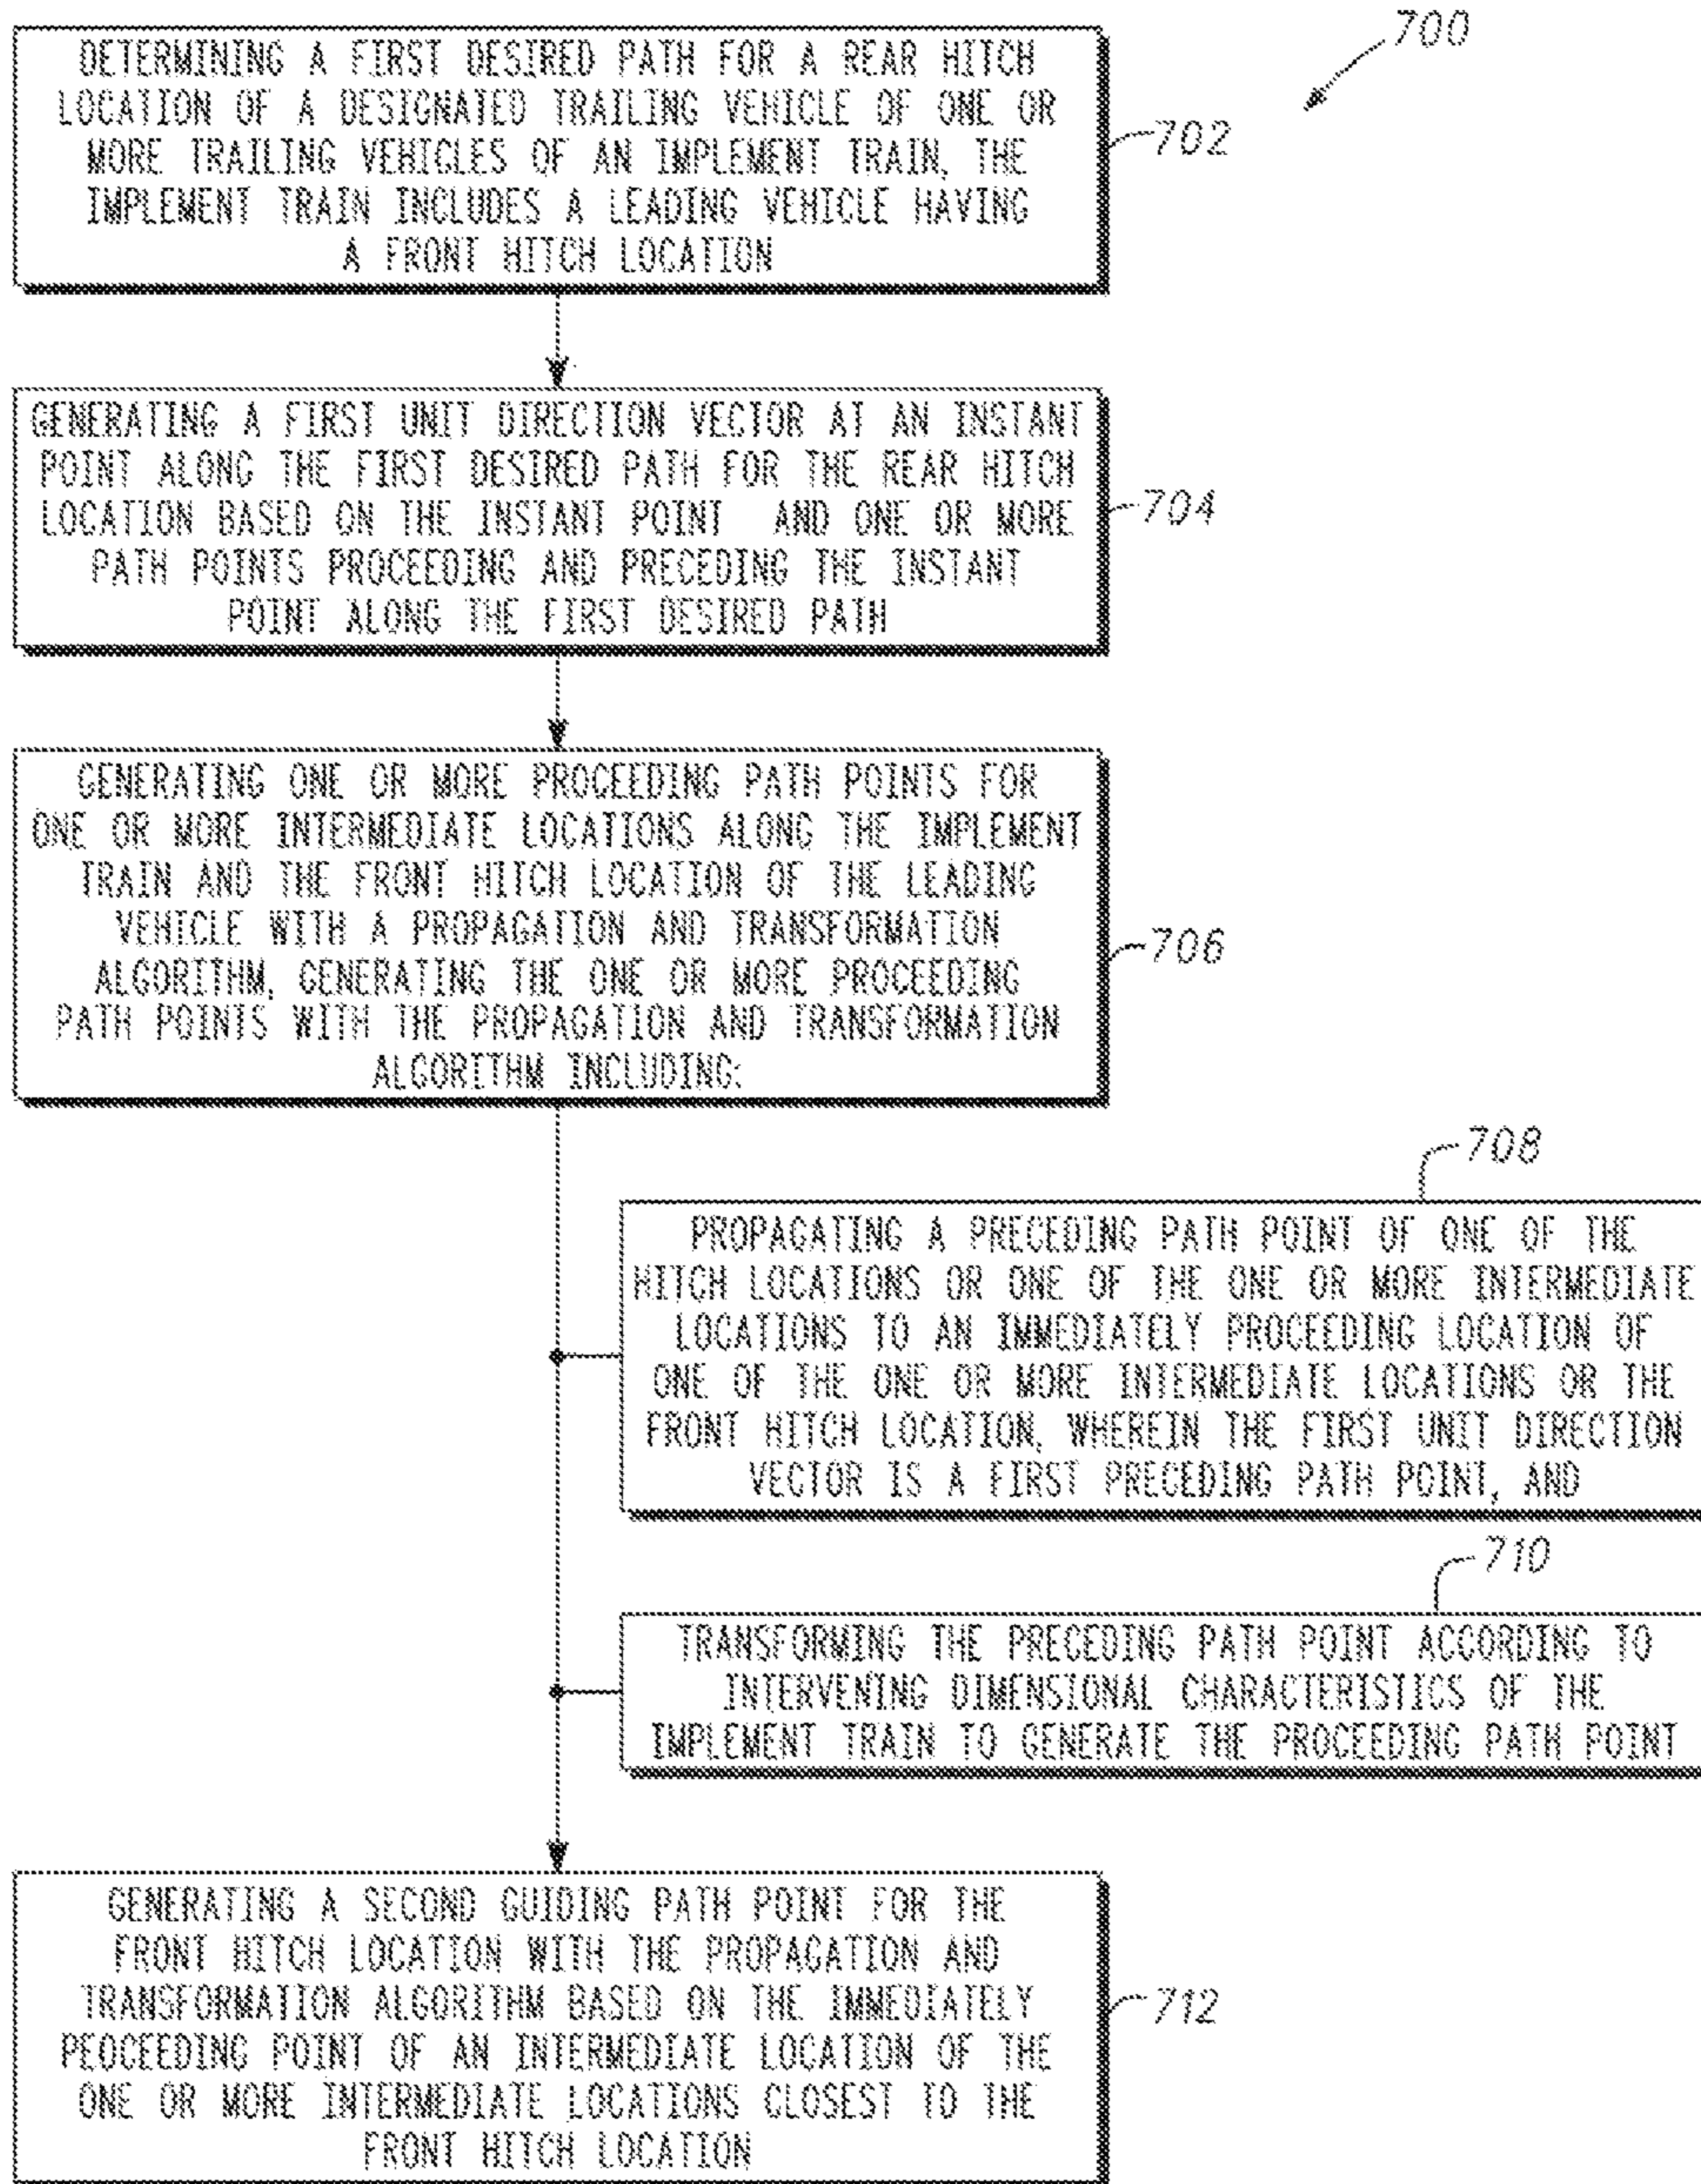 700
DETERMINING A FIRST DESIRED PATH FOR A REAR HITCH
LOCATION OF A DESIGNATED TRAILING VEHICLE OF ONE OR
MORE TRAILING VEHICLES OF AN IMPLEMENT TRAIN, THE
IMPLEMENT TRAIN INCLUDES A LEADING VEHICLE HAVING
A FRONT HITCH LOCATION
702
GENERATING A FIRST UNIT DIRECTION VECTOR AT AN INSTANT
POINT ALONG THE FIRST DESIRED PATH FOR THE REAR HITCH
LOCATION BASED ON THE INSTANT POINT AND ONE OR MORE
PATH POINTS PROCEEDING AND PRECEDING THE INSTANT
POINT ALONG THE FIRST DESIRED PATH
704
GENERATING ONE OR MORE PROCEEDING PATH POINTS FOR
ONE OR MORE INTERMEDIATE LOCATIONS ALONG THE IMPLEMENT
TRAIN AND THE FRONT HITCH LOCATION OF THE LEADING
VEHICLE WITH A PROPAGATION AND TRANSFORMATION
ALGORITHM, GENERATING THE ONE OR MORE PROCEEDING
PATH POINTS WITH THE PROPAGATION AND TRANSFORMATION
ALGORITHM INCLUDING:
706
708
PROPAGATING A PRECEDING PATH POINT OF ONE OF THE
HITCH LOCATIONS OR ONE OF THE ONE OR MORE INTERMEDIATE
LOCATIONS TO AN IMMEDIATELY PROCEEDING LOCATION OF
ONE OF THE ONE OR MORE INTERMEDIATE LOCATIONS OR THE
FRONT HITCH LOCATION, WHEREIN THE FIRST UNIT DIRECTION
VECTOR IS A FIRST PRECEDING PATH POINT, AND
710
TRANSFORMING THE PRECEDING PATH POINT ACCORDING TO
INTERVENING DIMENSIONAL CHARACTERISTICS OF THE
IMPLEMENT TRAIN TO GENERATE THE PROCEEDING PATH POINT
GENERATING A SECOND GUIDING PATH POINT FOR THE
FRONT HITCH LOCATION WITH THE PROPAGATION AND
TRANSFORMATION ALGORITHM BASED ON THE IMMEDIATELY
PEOCEEDING POINT OF AN INTERMEDIATE LOCATION OF THE
ONE OR MORE INTERMEDIATE LOCATIONS CLOSEST TO THE
FRONT HITCH LOCATION
712